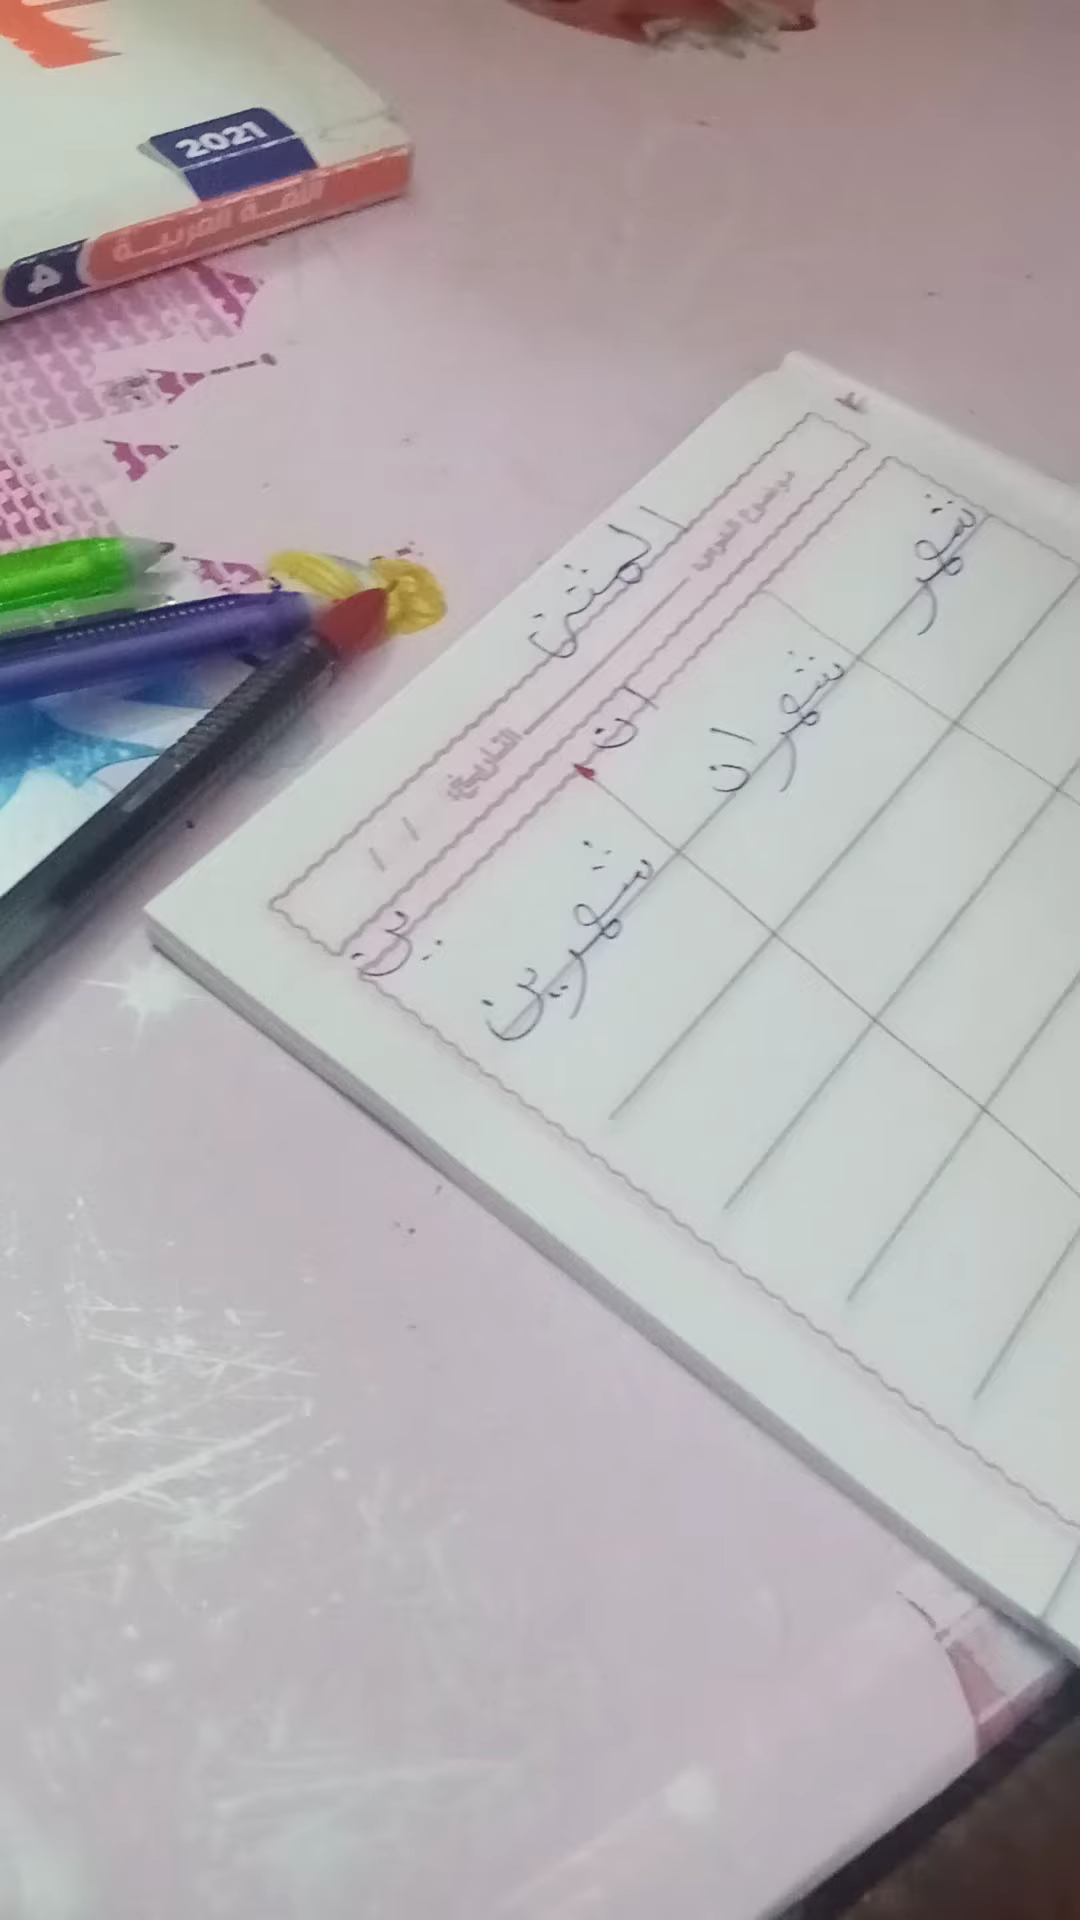 2021
اللغة العربية
4
موضوع الدرس
المثنى
التاريخ: / /
ان
ين
شهر
شهران
شهرين